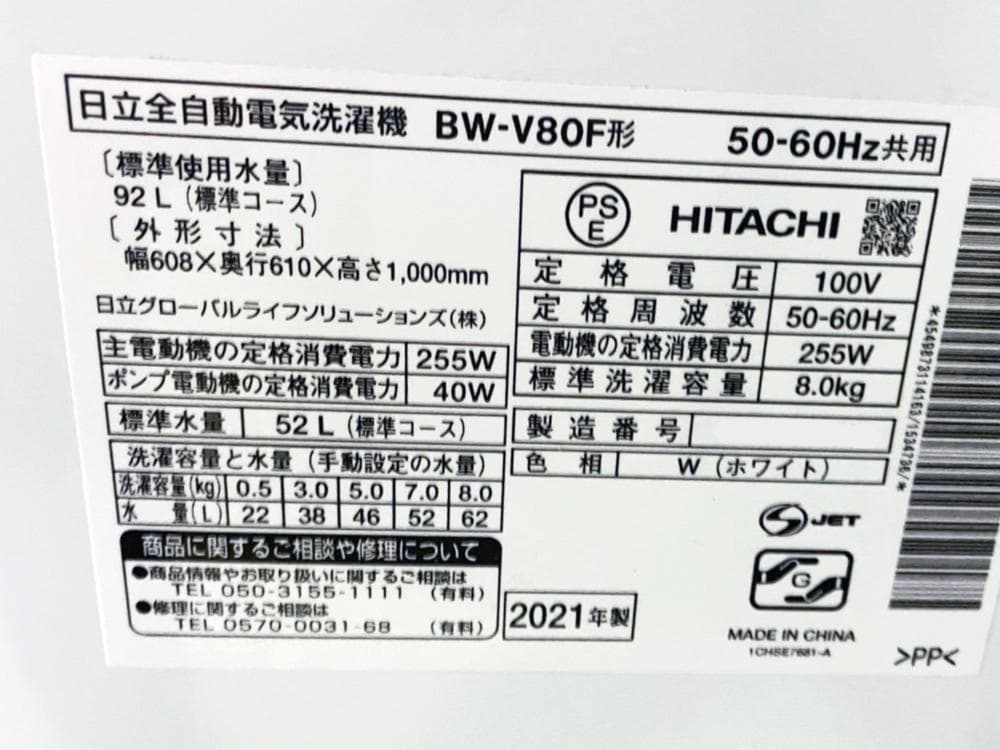 日立全自動電気洗濯機 BW-V80F形 50-60Hz共用
〔標準使用水量〕
92 L (標準コース)
〔外形寸法〕
幅608×奥行610×高さ1,000mm
日立グローバルライフソリューションズ(株)
主電動機の定格消費電力 255W
ポンプ電動機の定格消費電力 40W
標準水量 52 L (標準コース)
洗濯容量と水量 (手動設定の水量)
洗濯容量(kg) 0.5 3.0 5.0 7.0 8.0
水量(L) 22 38 46 52 62
商品に関するご相談や修理について
●商品情報やお取り扱いに関するご相談は
TEL 050-3155-1111 (有料)
●修理に関するご相談は
TEL 0570-0031-68 (有料)
PSE HITACHI
定格電圧 100V
定格周波数 50-60Hz
電動機の定格消費電力 255W
標準洗濯容量 8.0kg
製造番号
色相 W (ホワイト)
JET
G
2021年製
MADE IN CHINA
1CHSE7681-A
>PP<